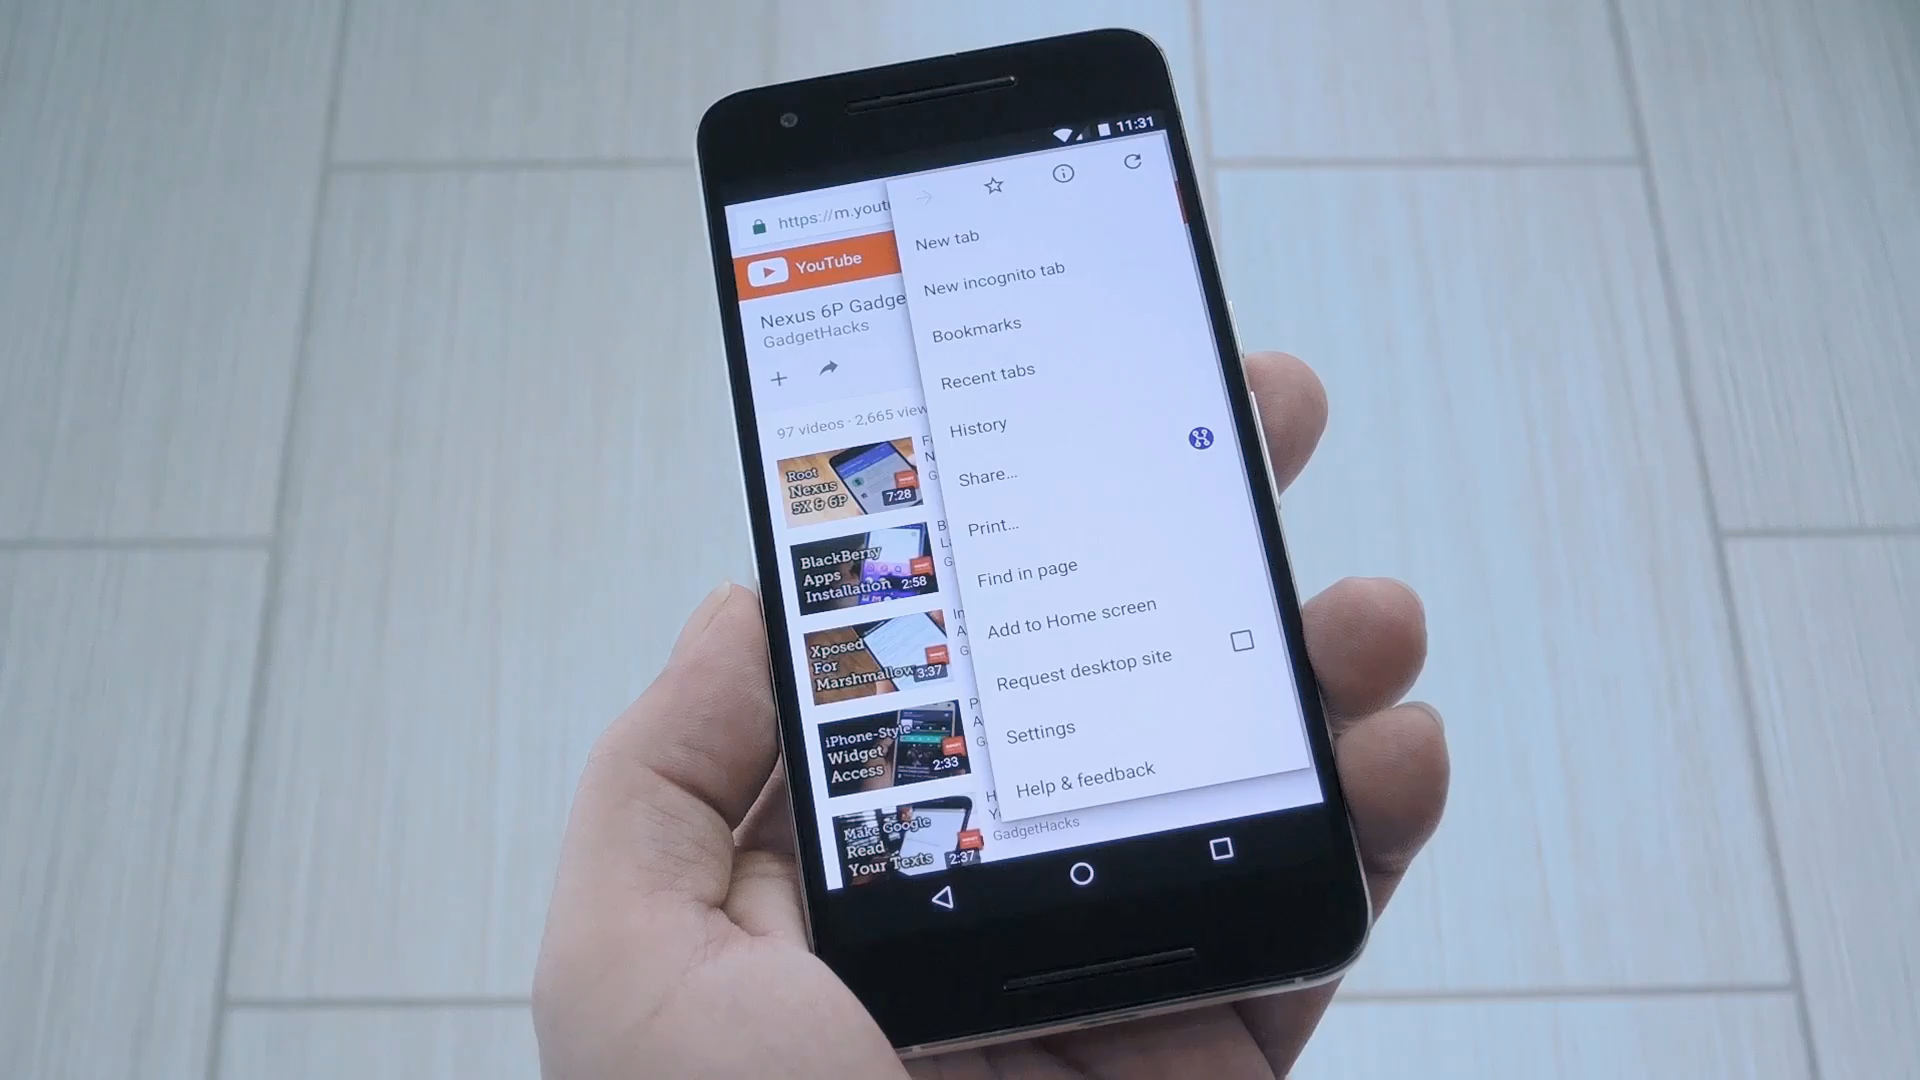 11:31
https://m.yout
YouTube
Nexus 6P Gadge
GadgetHacks
97 videos · 2,665 view
Root
Nexus
5X & 6P
7:28
BlackBerry
Apps
Installation
2:58
Xposed
For
Marshmallow
3:37
iPhone-Style
Widget
Access
2:33
Make Google
Read
Your Texts
2:37
GadgetHacks
New tab
New incognito tab
Bookmarks
Recent tabs
History
Share...
Print...
Find in page
Add to Home screen
Request desktop site
Settings
Help & feedback